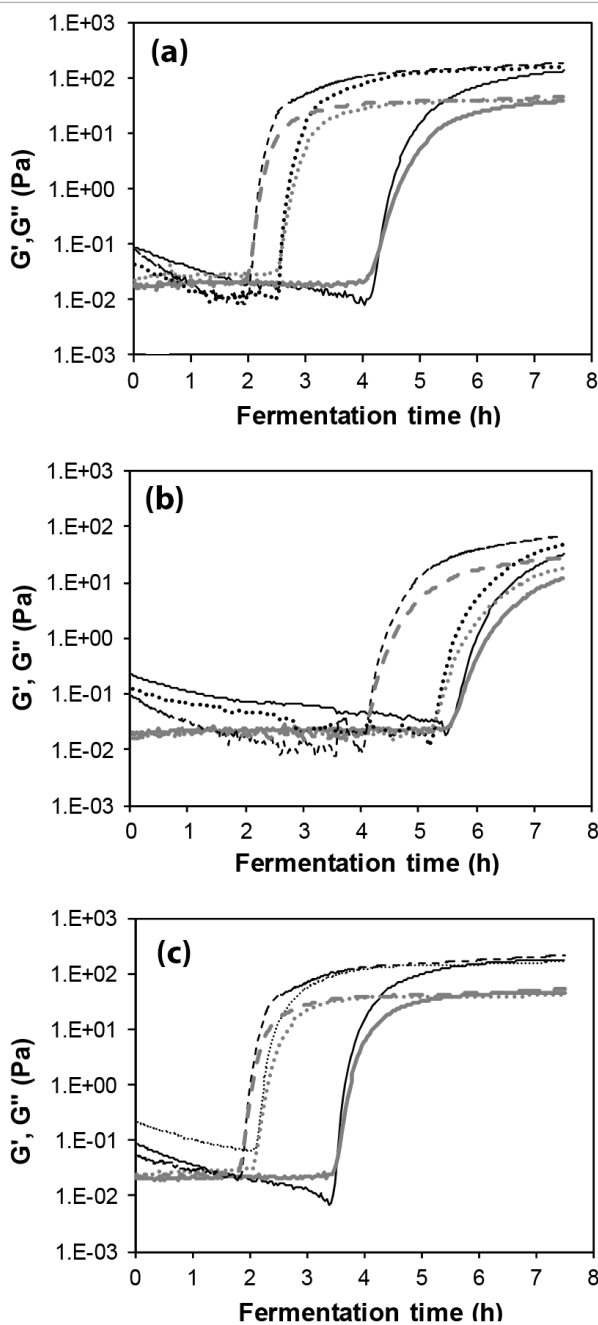 (a)
1.E+03
1.E+02
1.E+01
1.E+00
1.E-01
1.E-02
1.E-03
G',G'' (Pa)
0 1 2 3 4 5 6 7 8
Fermentation time (h)
(b)
1.E+03
1.E+02
1.E+01
1.E+00
1.E-01
1.E-02
1.E-03
G', G'' (Pa)
0 1 2 3 4 5 6 7 8
Fermentation time (h)
(c)
1.E+03
1.E+02
1.E+01
1.E+00
1.E-01
1.E-02
1.E-03
G', G'' (Pa)
0 1 2 3 4 5 6 7 8
Fermentation time (h)